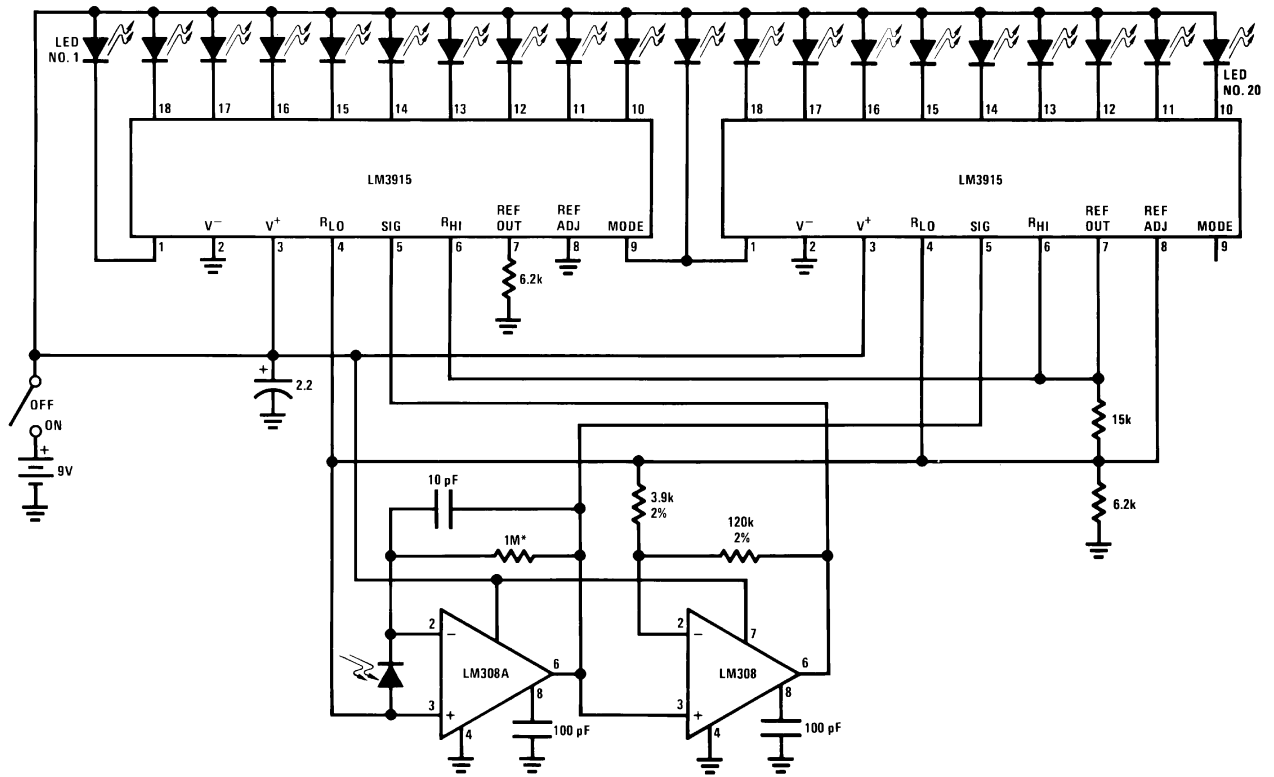 LED
NO. 1
LED
NO. 20
18 17 16 15 14 13 12 11 10
18 17 16 15 14 13 12 11 10
LM3915
LM3915
V− V+ RLO SIG RHI REF OUT REF ADJ MODE
V− V+ RLO SIG RHI REF OUT REF ADJ MODE
1 2 3 4 5 6 7 8 9
1 2 3 4 5 6 7 8 9
6.2k
+
2.2
OFF
ON
+
9V
15k
6.2k
10 pF
3.9k
2%
120k
2%
1M*
2
−
LM308A
6
3
+
8
4
100 pF
2
−
7
LM308
6
3
+
8
4
100 pF